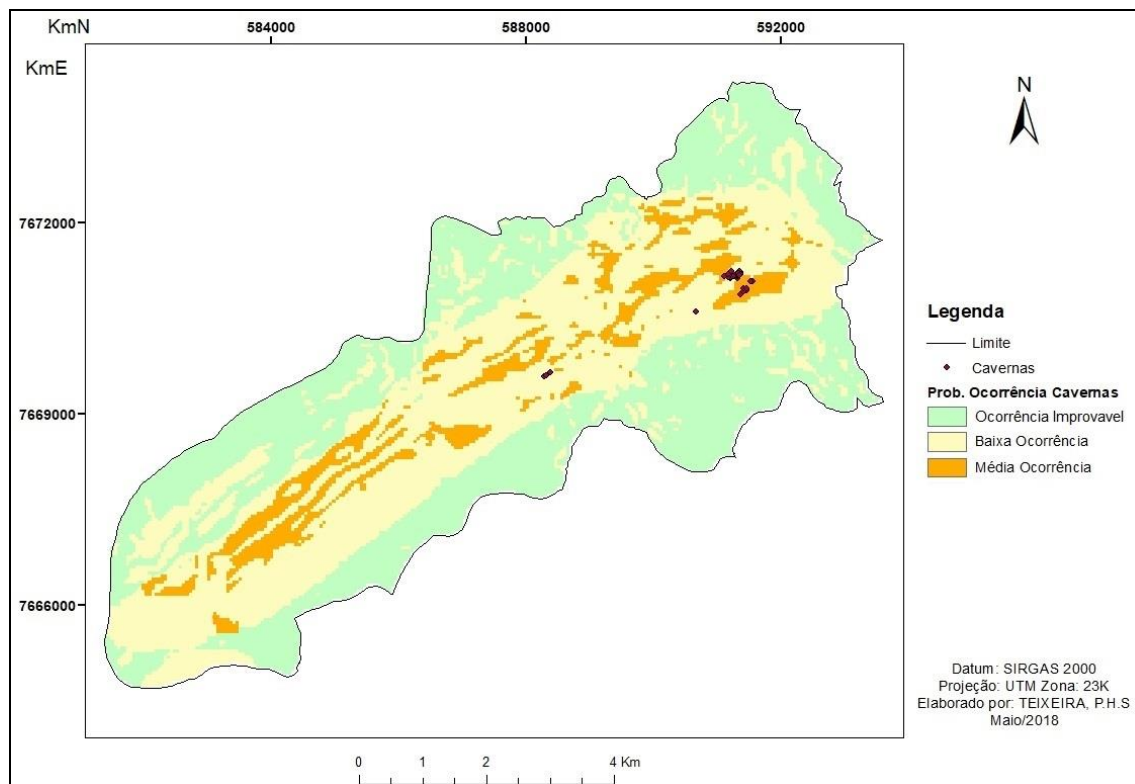 KmN
584000
588000
592000
KmE
N
7672000
7669000
7666000
Legenda
Limite
Cavernas
Prob. Ocorrência Cavernas
Ocorrência Improvavel
Baixa Ocorrência
Média Ocorrência
Datum: SIRGAS 2000
Projeção: UTM Zona: 23K
Elaborado por: TEIXEIRA, P.H.S
Maio/2018
0 1 2 4 Km